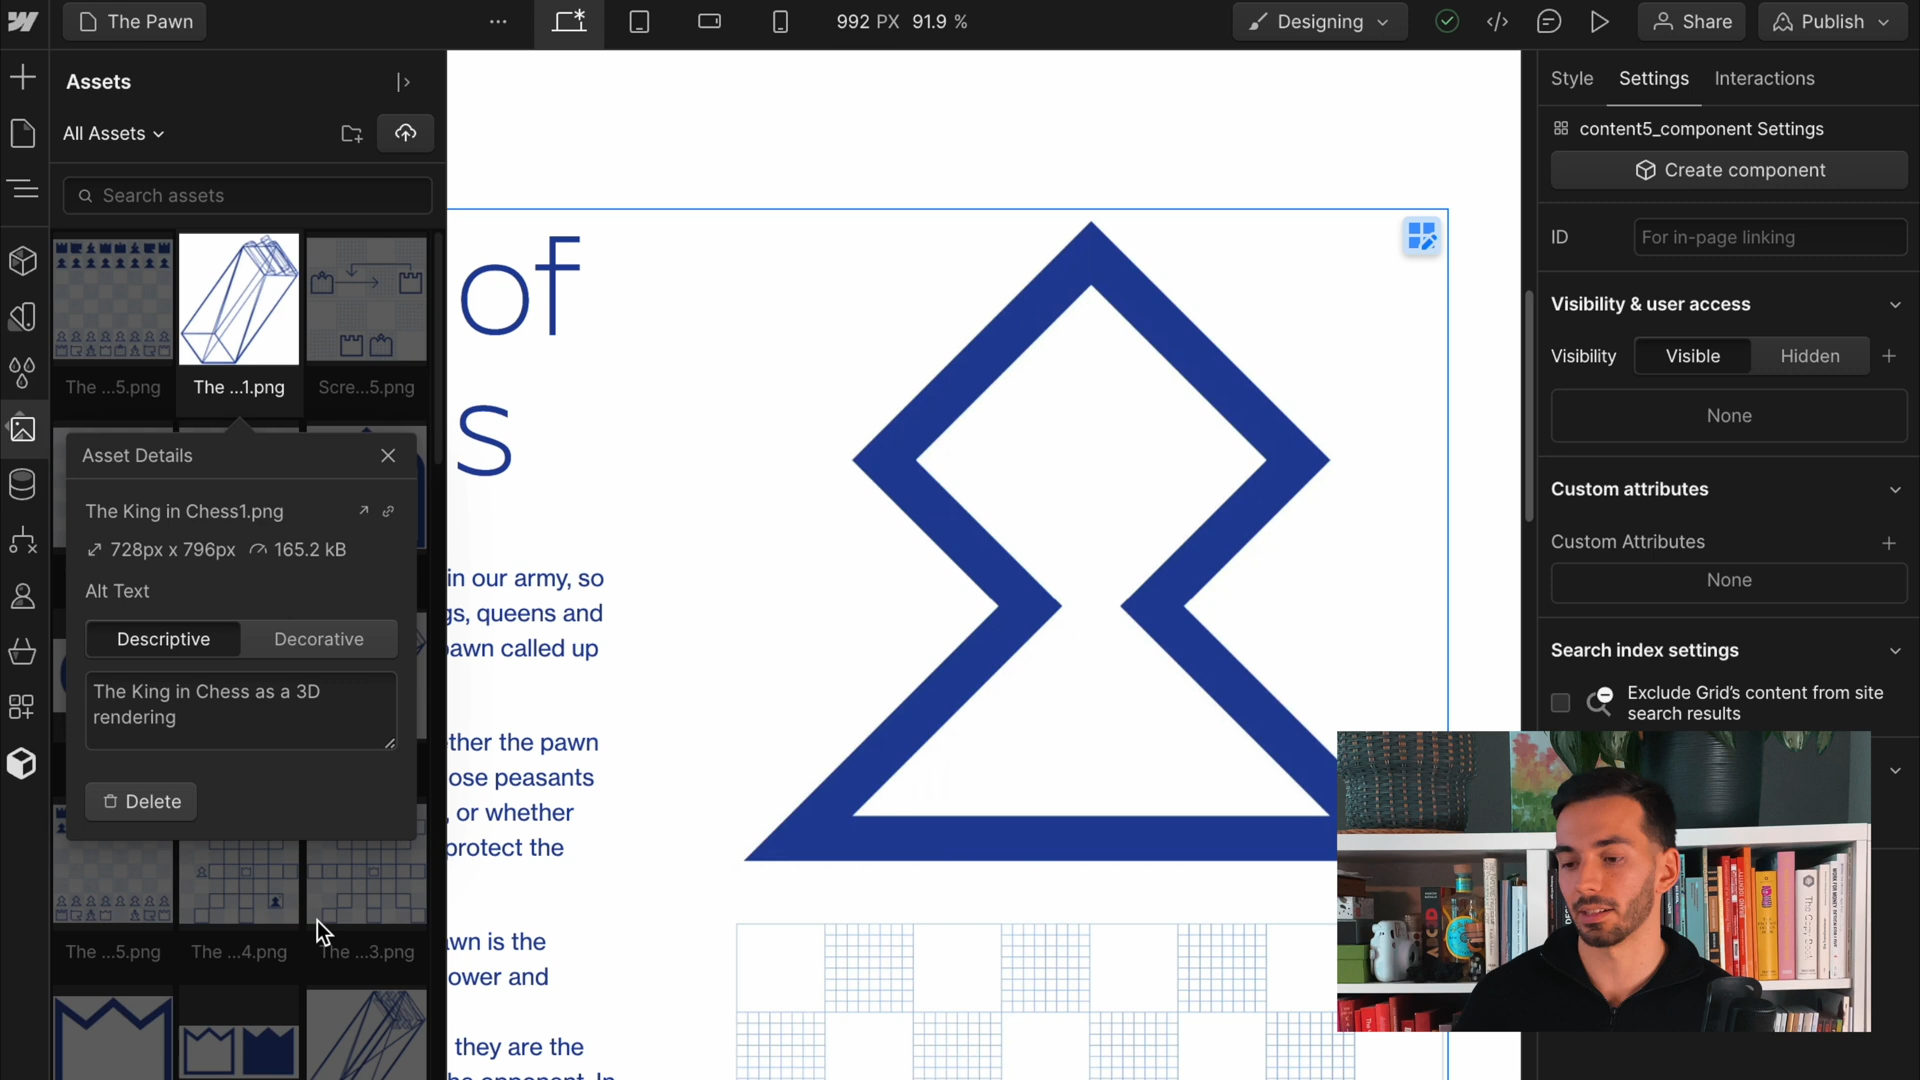 The Pawn
992 PX 91.9 %
Designing
Share
Publish
Assets
All Assets
Search assets
The ...5.png
The ...1.png
Scre...5.png
Asset Details
The King in Chess1.png
728px x 796px 165.2 kB
Alt Text
Descriptive
Decorative
The King in Chess as a 3D
rendering
Delete
The ...5.png
The ...4.png
The ...3.png
of
s
in our army, so
gs, queens and
pawn called up
ether the pawn
ose peasants
, or whether
protect the
awn is the
ower and
they are the
he opponent. In
Style
Settings
Interactions
content5_component Settings
Create component
ID
For in-page linking
Visibility & user access
Visibility
Visible
Hidden
None
Custom attributes
Custom Attributes
None
Search index settings
Exclude Grid's content from site
search results